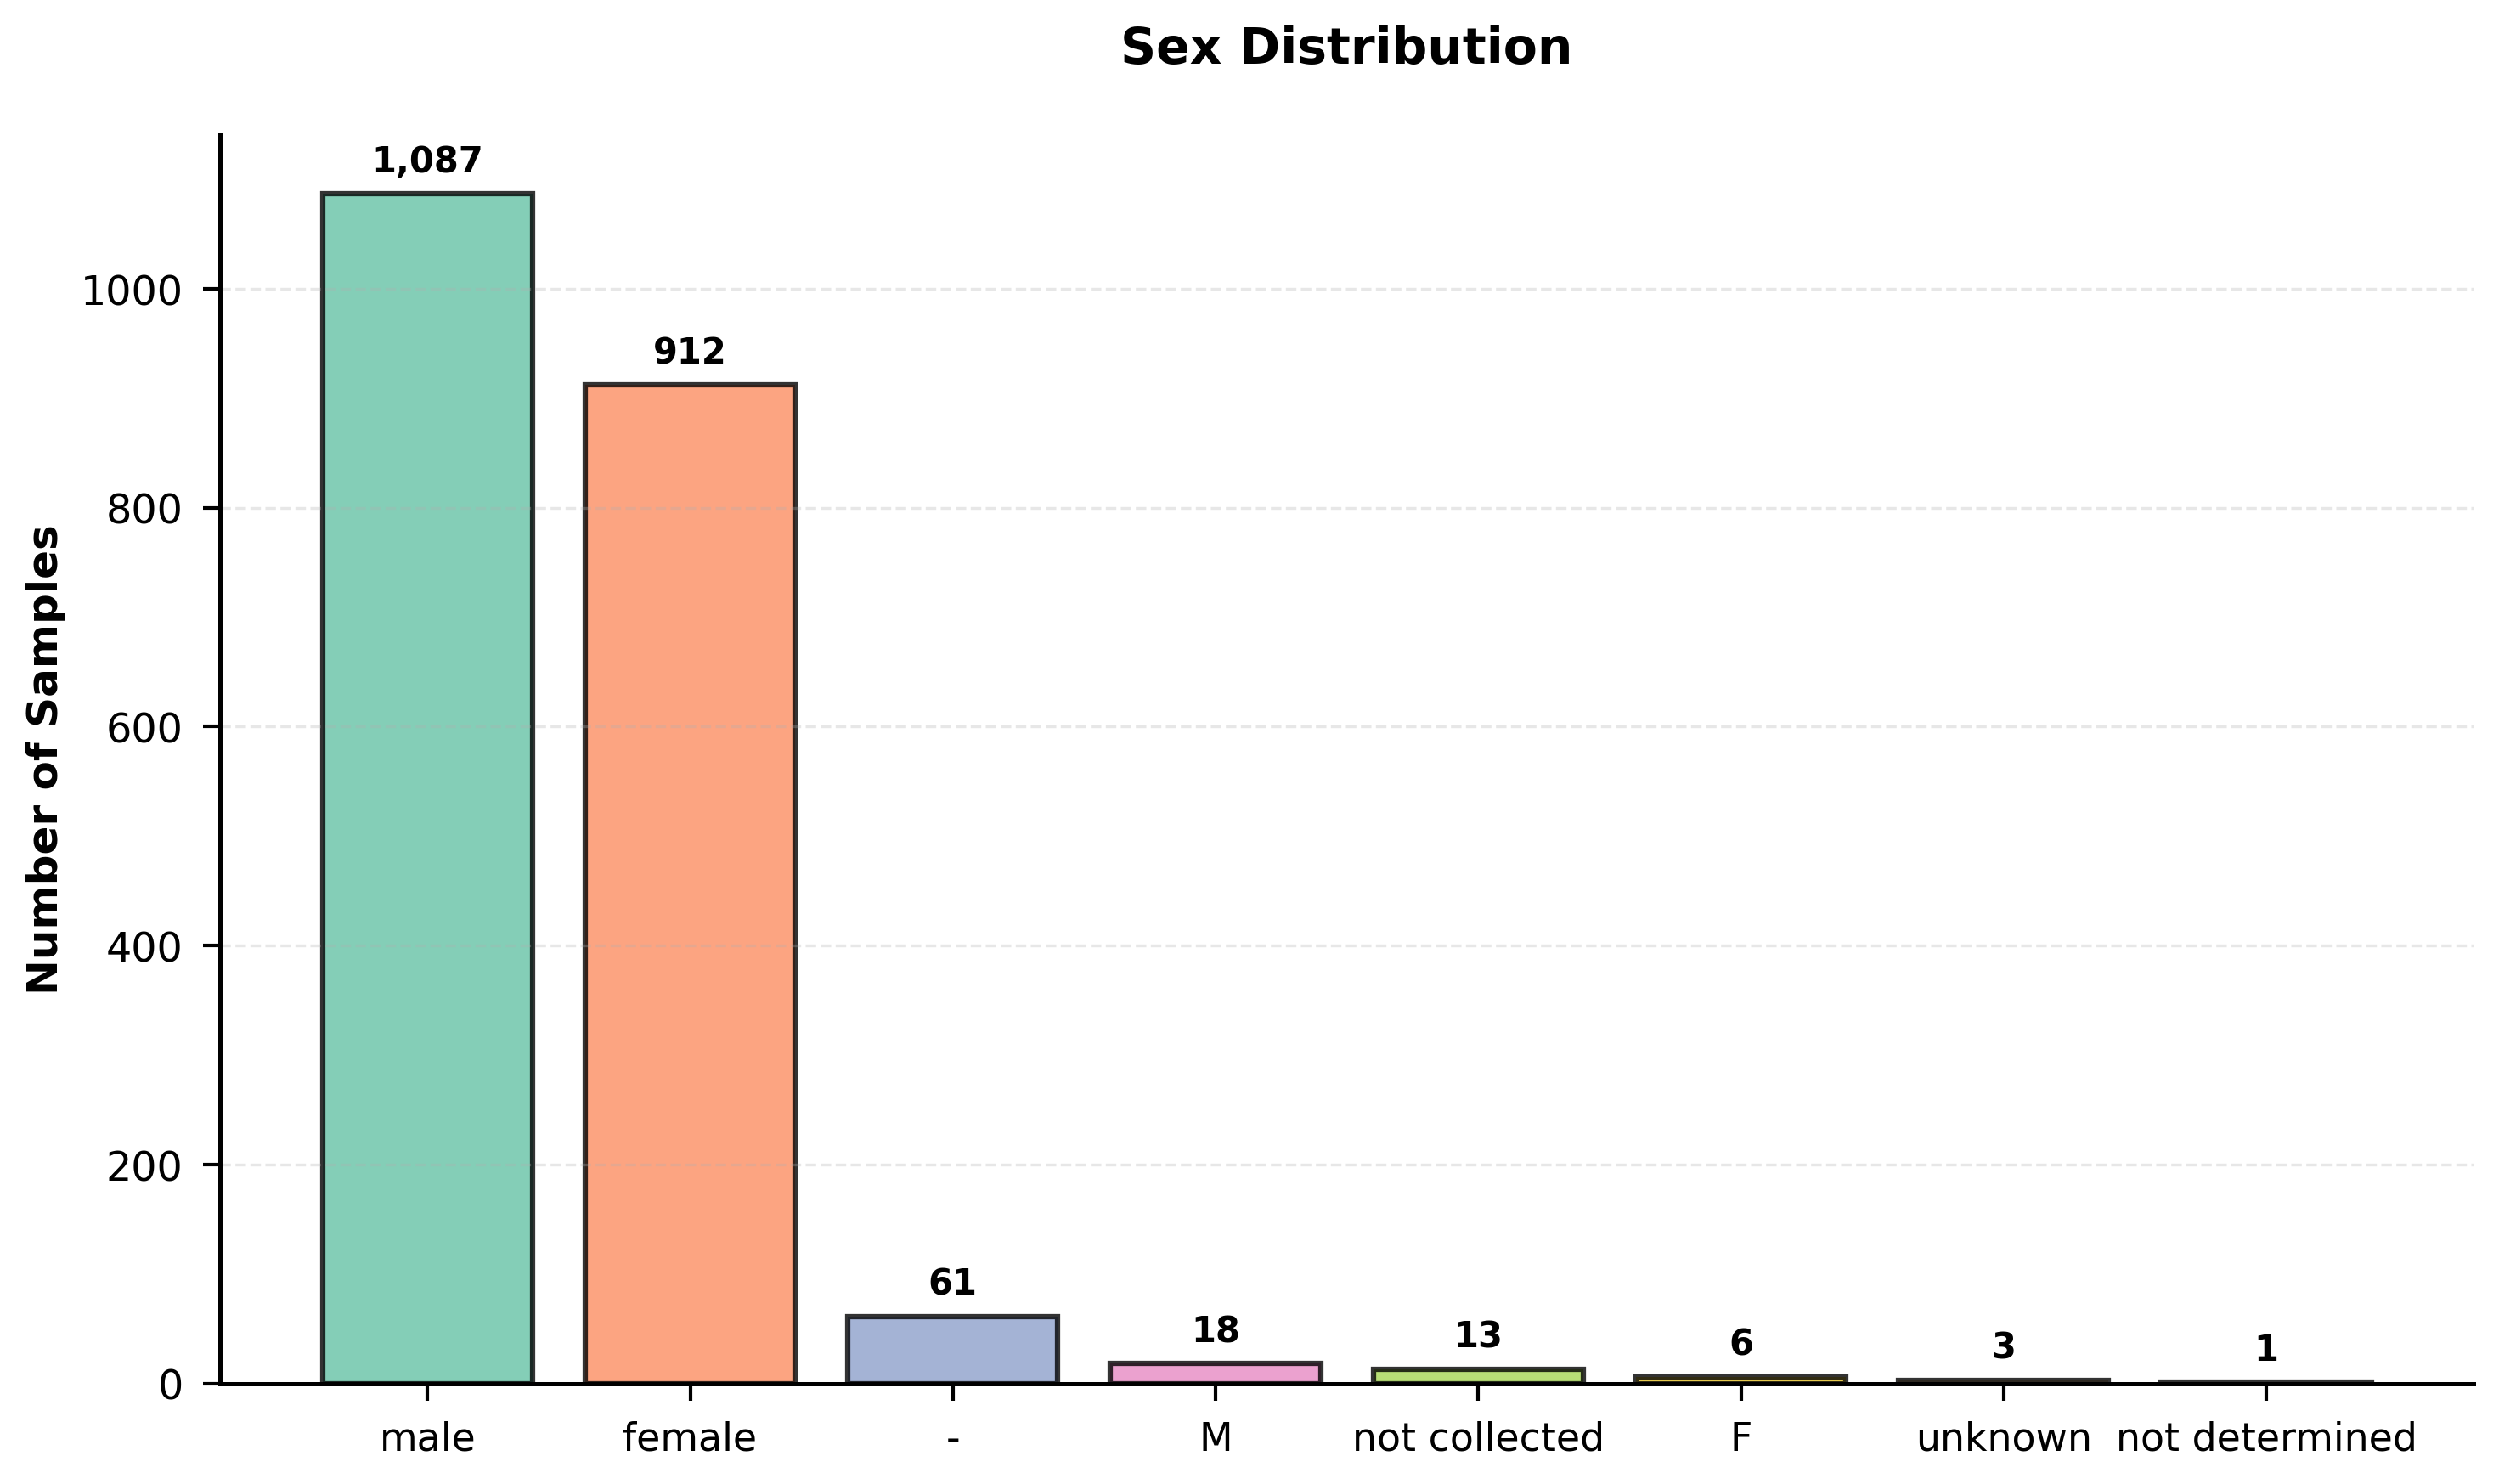 Sex Distribution
Number of Samples
1000
800
600
400
200
0
1,087
912
61
18
13
6
3
1
male
female
-
M
not collected
F
unknown
not determined